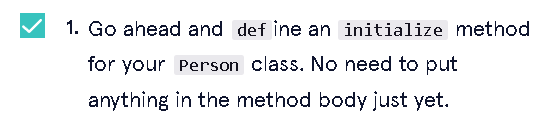 1. Go ahead and define an initialize method
for your Person class. No need to put
anything in the method body just yet.